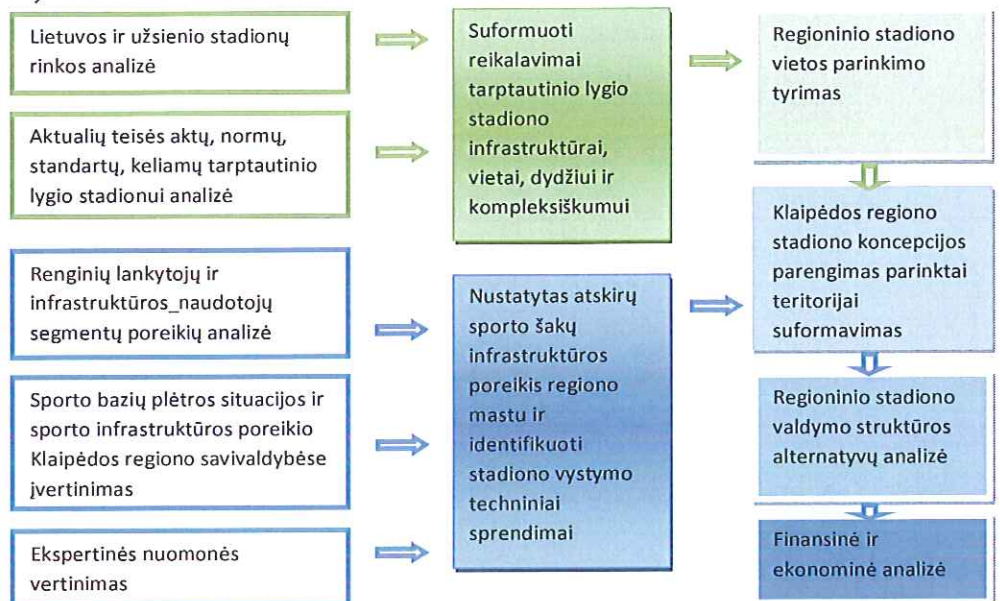 Lietuvos ir užsienio stadionų
rinkos analizė
Aktualių teisės aktų, normų,
standartų, keliamų tarptautinio
lygio stadionui analizė
Suformuoti
reikalavimai
tarptautinio lygio
stadiono
infrastruktūrai,
vietai, dydžiui ir
kompleksiškumui
Regioninio stadiono
vietos parinkimo
tyrimas
Renginių lankytojų ir
infrastruktūros_naudotojų
segmentų poreikių analizė
Sporto bazių plėtros situacijos ir
sporto infrastruktūros poreikio
Klaipėdos regiono savivaldybėse
įvertinimas
Ekspertinės nuomonės
vertinimas
Nustatytas atskirų
sporto šakų
infrastruktūros
poreikis regiono
mastu ir
identifikuoti
stadiono vystymo
techniniai
sprendimai
Klaipėdos regiono
stadiono koncepcijos
parengimas parinktai
teritorijai
suformavimas
Regioninio stadiono
valdymo struktūros
alternatyvų analizė
Finansinė ir
ekonominė analizė